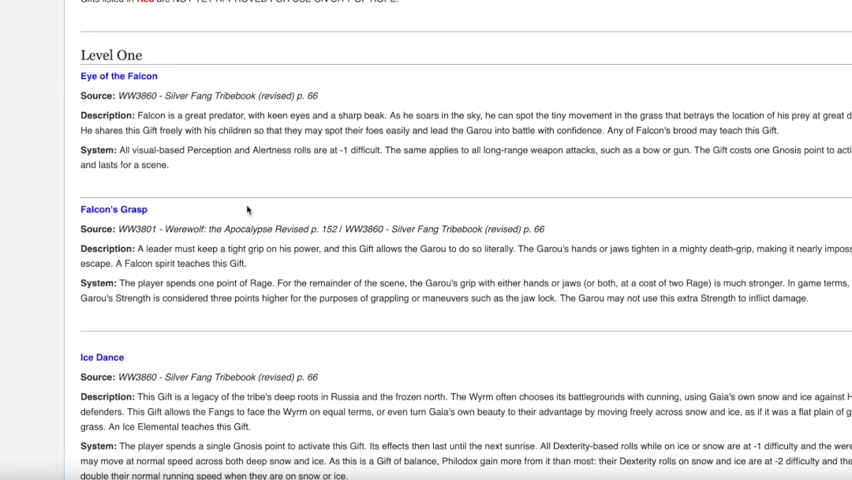 Level One
Eye of the Falcon
Source: WW3860 - Silver Fang Tribebook (revised) p. 66
Description: Falcon is a great predator, with keen eyes and a sharp beak. As he soars in the sky, he can spot the tiny movement in the grass that betrays the location of his prey at great
He shares this Gift freely with his children so that they may spot their foes easily and lead the Garou into battle with confidence. Any of Falcon's brood may teach this Gift.
System: All visual-based Perception and Alertness rolls are at -1 difficult. The same applies to all long-range weapon attacks, such as a bow or gun. The Gift costs one Gnosis point to
and lasts for a scene.
Falcon's Grasp
Source: WW3801 - Werewolf: the Apocalypse Revised p. 152 / WW3860 - Silver Fang Tribebook (revised) p. 66
Description: A leader must keep a tight grip on his power, and this Gift allows the Garou to do so literally. The Garou's hands or jaws tighten in a mighty death-grip, making it nearly
escape. A Falcon spirit teaches this Gift.
System: The player spends one point of Rage. For the remainder of the scene, the Garou's grip with either hands or jaws (or both, at a cost of two Rage) is much stronger. In game terms,
Garou's Strength is considered three points higher for the purposes of grappling or maneuvers such as the jaw lock. The Garou may not use this extra Strength to inflict damage.
Ice Dance
Source: WW3860 - Silver Fang Tribebook (revised) p. 66
Description: This Gift is a legacy of the tribe's deep roots in Russia and the frozen north. The Wyrm often chooses its battlegrounds with cunning, using Gaia's own snow and ice against
defenders. This Gift allows the Fangs to face the Wyrm on equal terms, or even turn Gaia's own beauty to their advantage by moving freely across snow and ice, as if it was a flat plain of
grass. An Ice Elemental teaches this Gift.
System: The player spends a single Gnosis point to activate this Gift. Its effects then last until the next sunrise. All Dexterity-based rolls while on ice or snow are at -1 difficulty and the
may move at normal speed across both deep snow and ice. As this is a Gift of balance, Philodox gain more from it than most: their Dexterity rolls on snow and ice are at -2 difficulty and
double their normal running speed when they are on snow or ice.